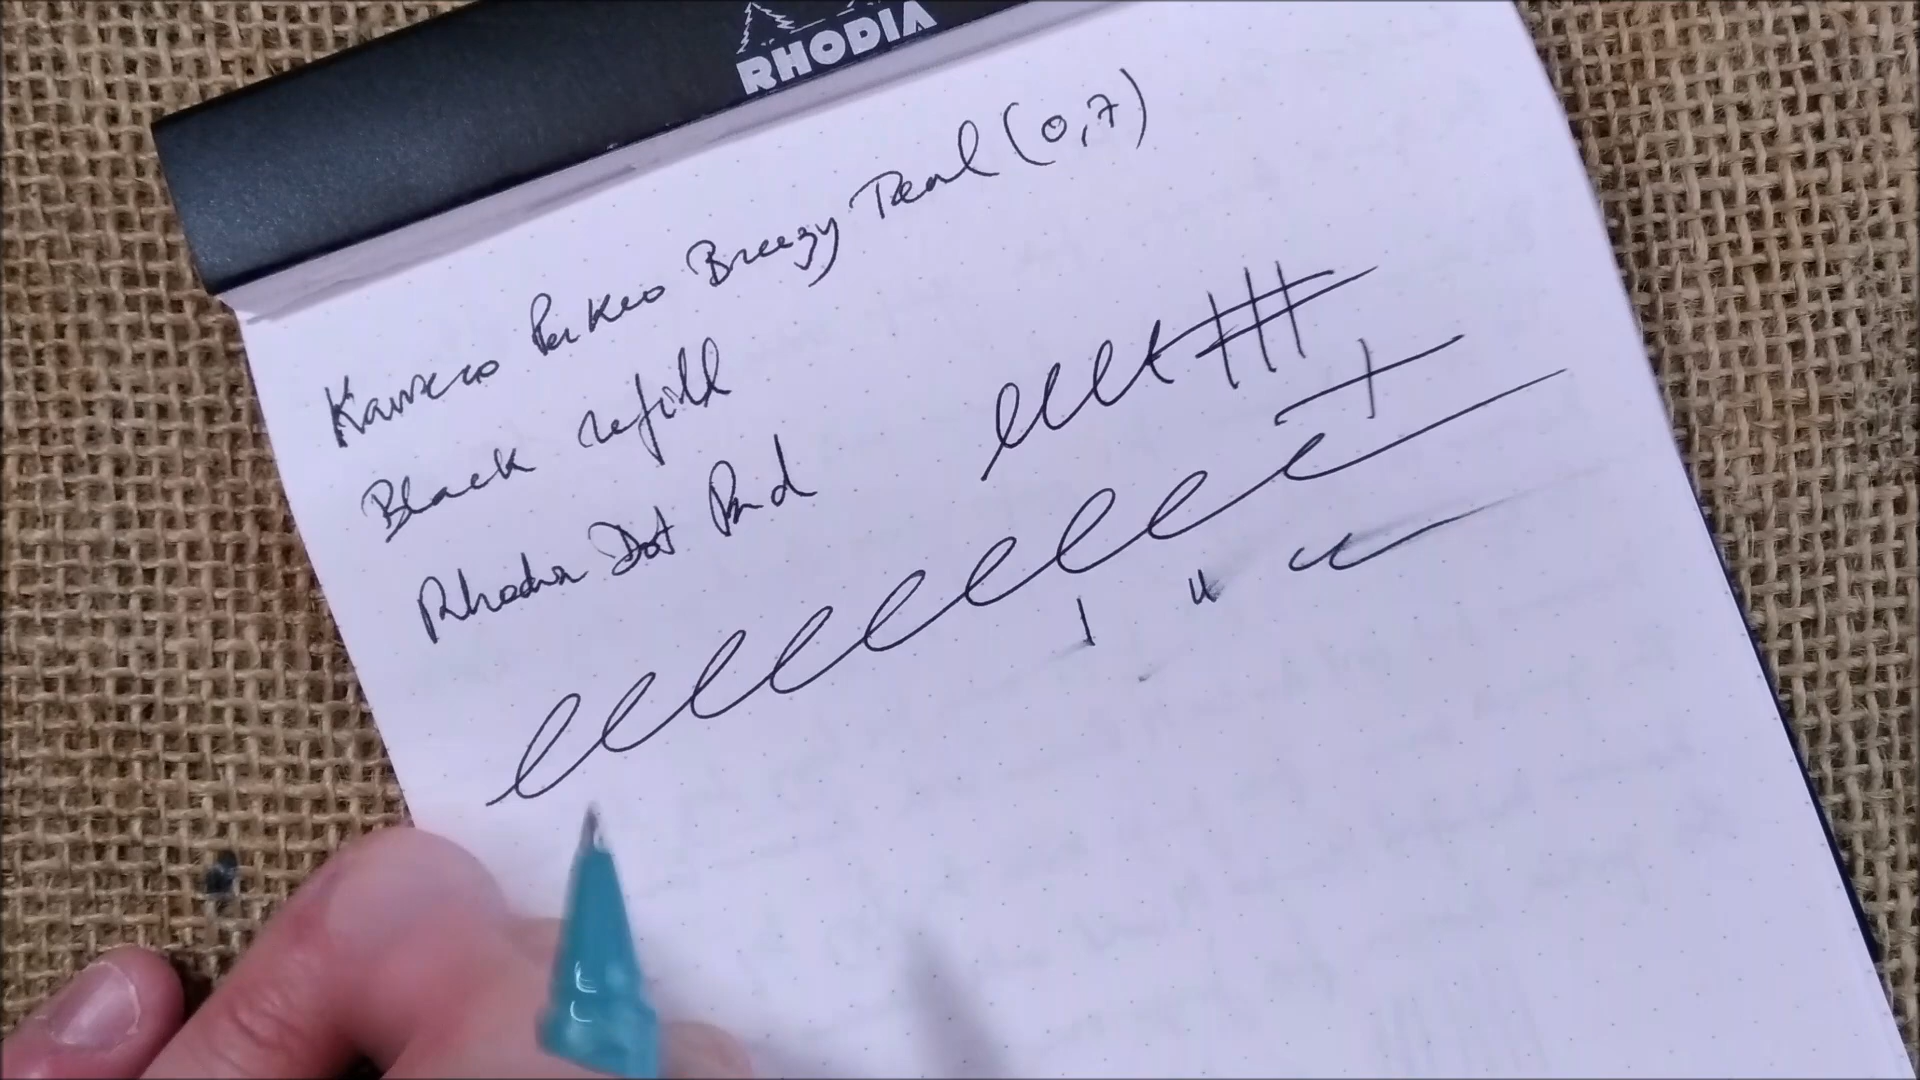 RHODIA
Kaweco Perkeo Breezy Teal (0,7)
Black refill
Rhodia Dot Pad